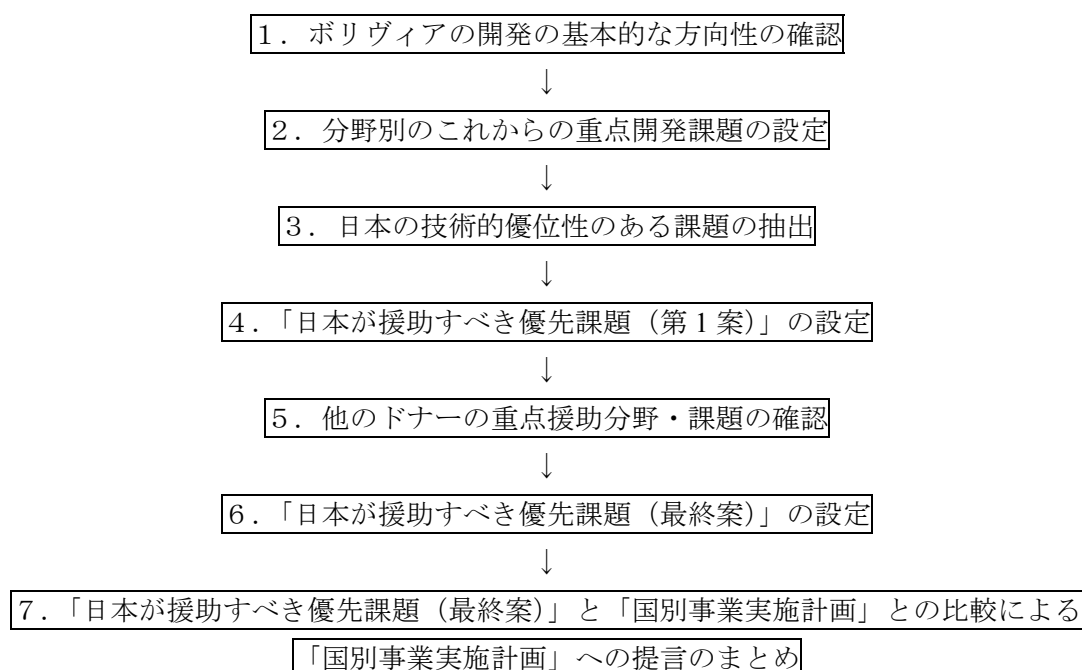 １．ボリヴィアの開発の基本的な方向性の確認
↓
２．分野別のこれからの重点開発課題の設定
↓
３．日本の技術的優位性のある課題の抽出
↓
４．「日本が援助すべき優先課題（第 1 案）」の設定
↓
５．他のドナーの重点援助分野・課題の確認
↓
６．「日本が援助すべき優先課題（最終案）」の設定
↓
７．「日本が援助すべき優先課題（最終案）」と「国別事業実施計画」との比較による
「国別事業実施計画」への提言のまとめ